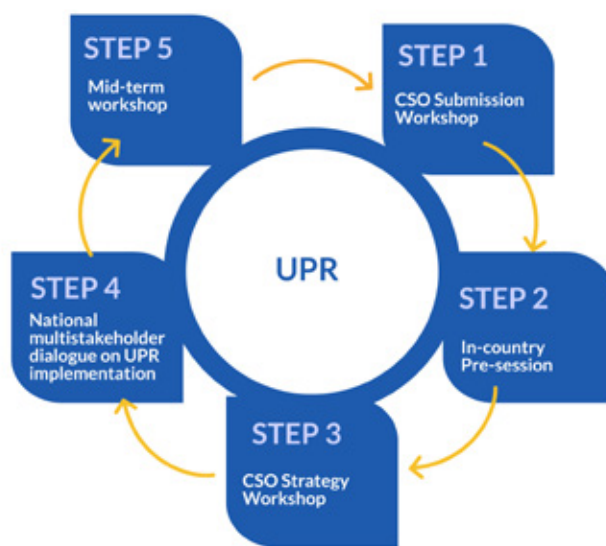 STEP 1
CSO Submission
Workshop
STEP 2
In-country
Pre-session
STEP 3
CSO Strategy
Workshop
STEP 4
National
multistakeholder
dialogue on UPR
implementation
STEP 5
Mid-term
workshop
UPR